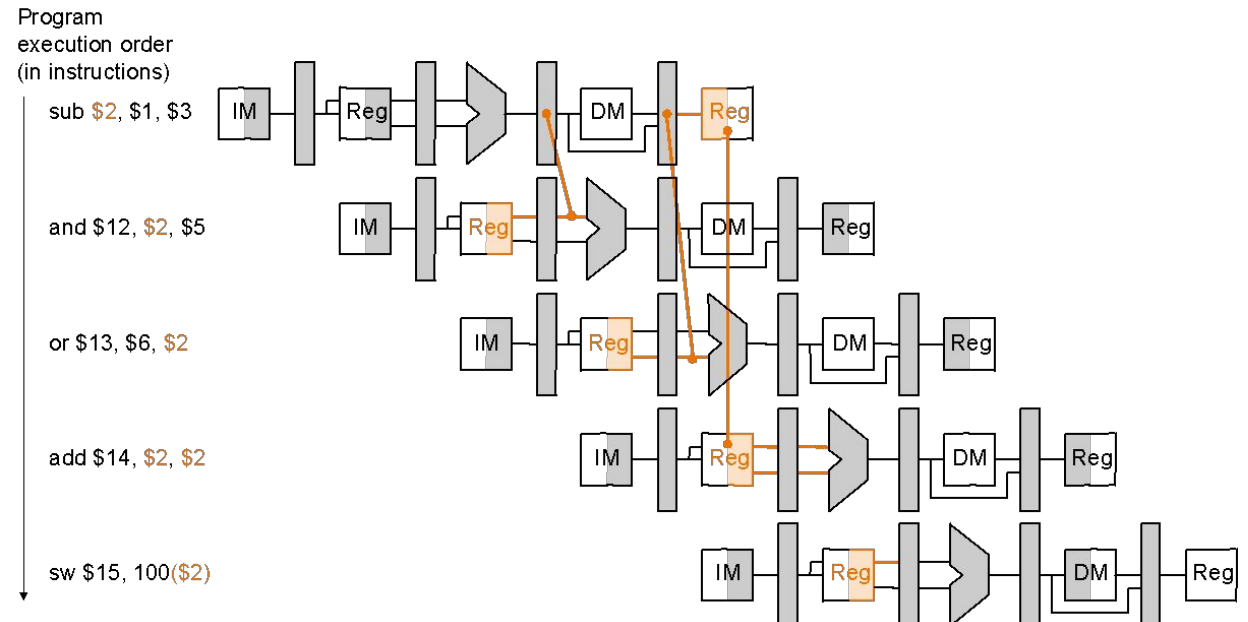 Program
execution order
(in instructions)
sub $2, $1, $3 IM Reg DM Reg
and $12, $2, $5 IM Reg DM Reg
or $13, $6, $2 IM Reg DM Reg
add $14, $2, $2 IM Reg DM Reg
sw $15, 100($2) IM Reg DM Reg